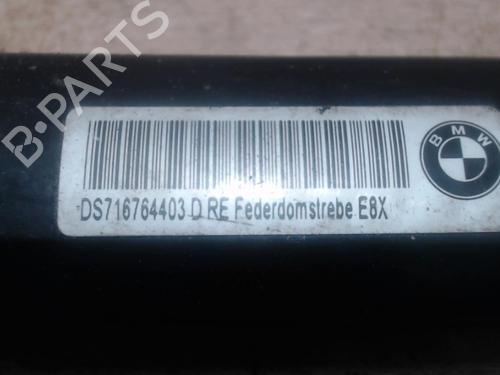 B-PARTS
BMW
DS716764403 D RE Federdomstrebe E8X